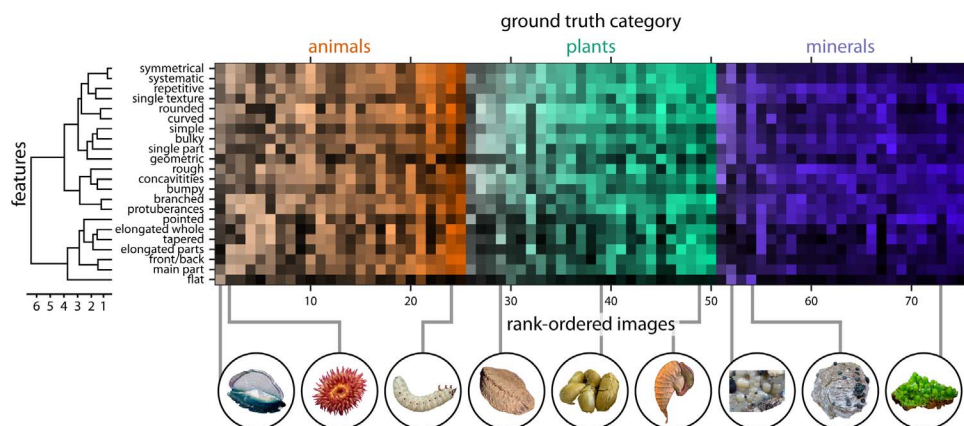 ground truth category
animals plants minerals
features
symmetrical
systematic
repetitive
single texture
rounded
curved
simple
bulky
single part
geometric
rough
concavities
bumpy
branched
protuberances
pointed
elongated whole
tapered
elongated parts
front/back
main part
flat
6 5 4 3 2 1
10 20 30 40 50 60 70
rank-ordered images